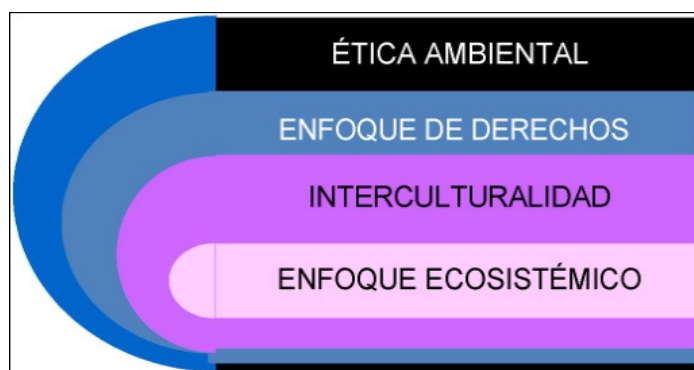 ÉTICA AMBIENTAL
ENFOQUE DE DERECHOS
INTERCULTURALIDAD
ENFOQUE ECOSISTÉMICO